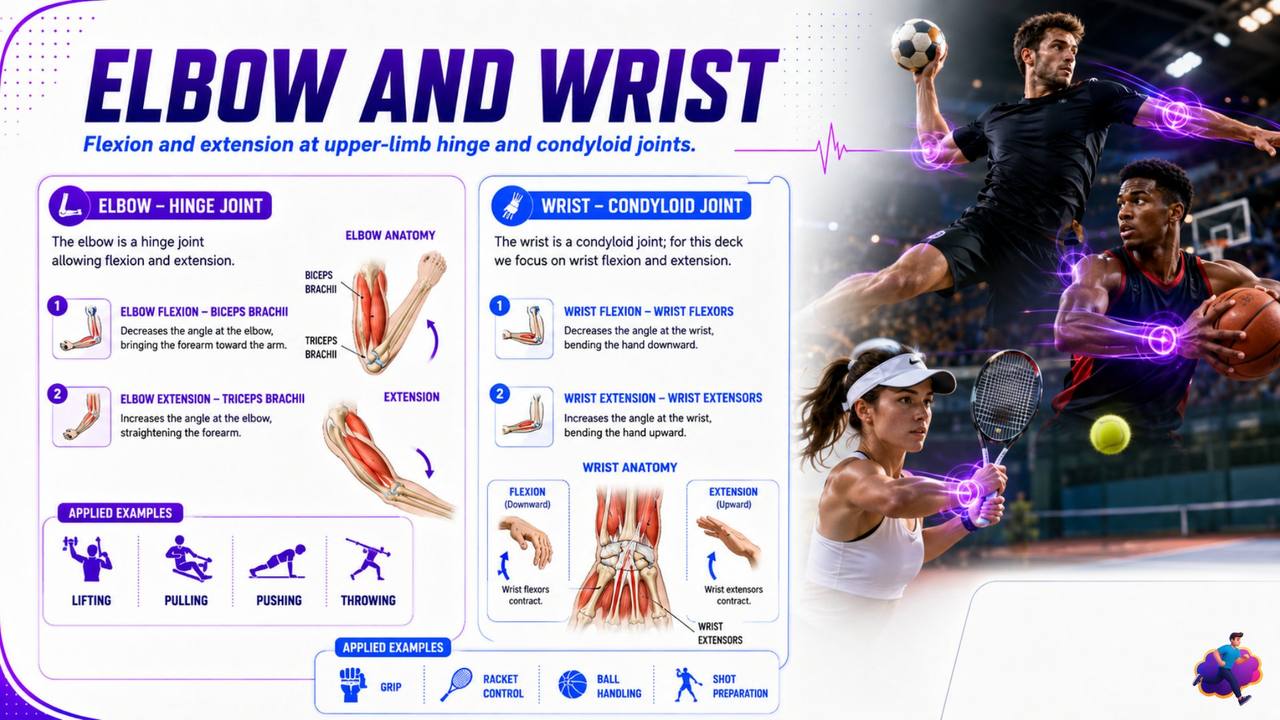 ELBOW AND WRIST
Flexion and extension at upper-limb hinge and condyloid joints.
ELBOW – HINGE JOINT
The elbow is a hinge joint
allowing flexion and extension.
ELBOW ANATOMY
BICEPS
BRACHII
TRICEPS
BRACHII
1
ELBOW FLEXION – BICEPS BRACHII
Decreases the angle at the elbow,
bringing the forearm toward the arm.
2
ELBOW EXTENSION – TRICEPS BRACHII
Increases the angle at the elbow,
straightening the forearm.
EXTENSION
APPLIED EXAMPLES
LIFTING
PULLING
PUSHING
THROWING
WRIST – CONDYLOID JOINT
The wrist is a condyloid joint; for this deck
we focus on wrist flexion and extension.
1
WRIST FLEXION – WRIST FLEXORS
Decreases the angle at the wrist,
bending the hand downward.
2
WRIST EXTENSION – WRIST EXTENSORS
Increases the angle at the wrist,
bending the hand upward.
WRIST ANATOMY
FLEXION
(Downward)
Wrist flexors
contract.
EXTENSION
(Upward)
Wrist extensors
contract.
WRIST
EXTENSORS
APPLIED EXAMPLES
GRIP
RACKET
CONTROL
BALL
HANDLING
SHOT
PREPARATION